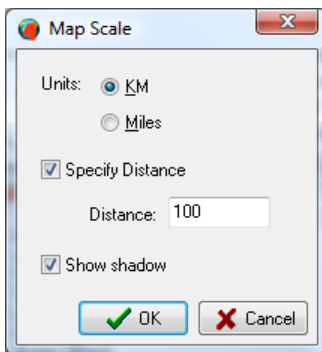 Map Scale
Units: KM
Miles
Specify Distance
Distance: 100
Show shadow
OK Cancel